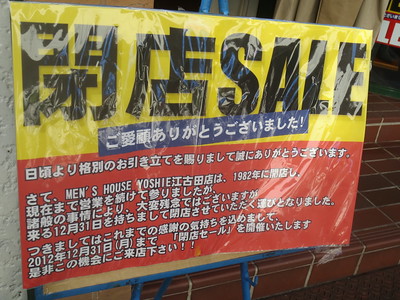 閉店SALE
ご愛顧ありがとうございました!
日頃より格別のお引き立てを賜りまして誠にありがとうございます。
さて、MEN'S HOUSE YOSHIE江古田店は、1982年に開店し、
現在まで営業を続けて参りましたが、
諸般の事情により、大変残念ではございますが
来る12月31日を持ちまして閉店させていただく運びとなりました。
つきましてはこれまでの感謝の気持を込めまして、
2012年12月31日(月)まで 「閉店セール」を開催いたします
是非この機会にご来店下さい!!